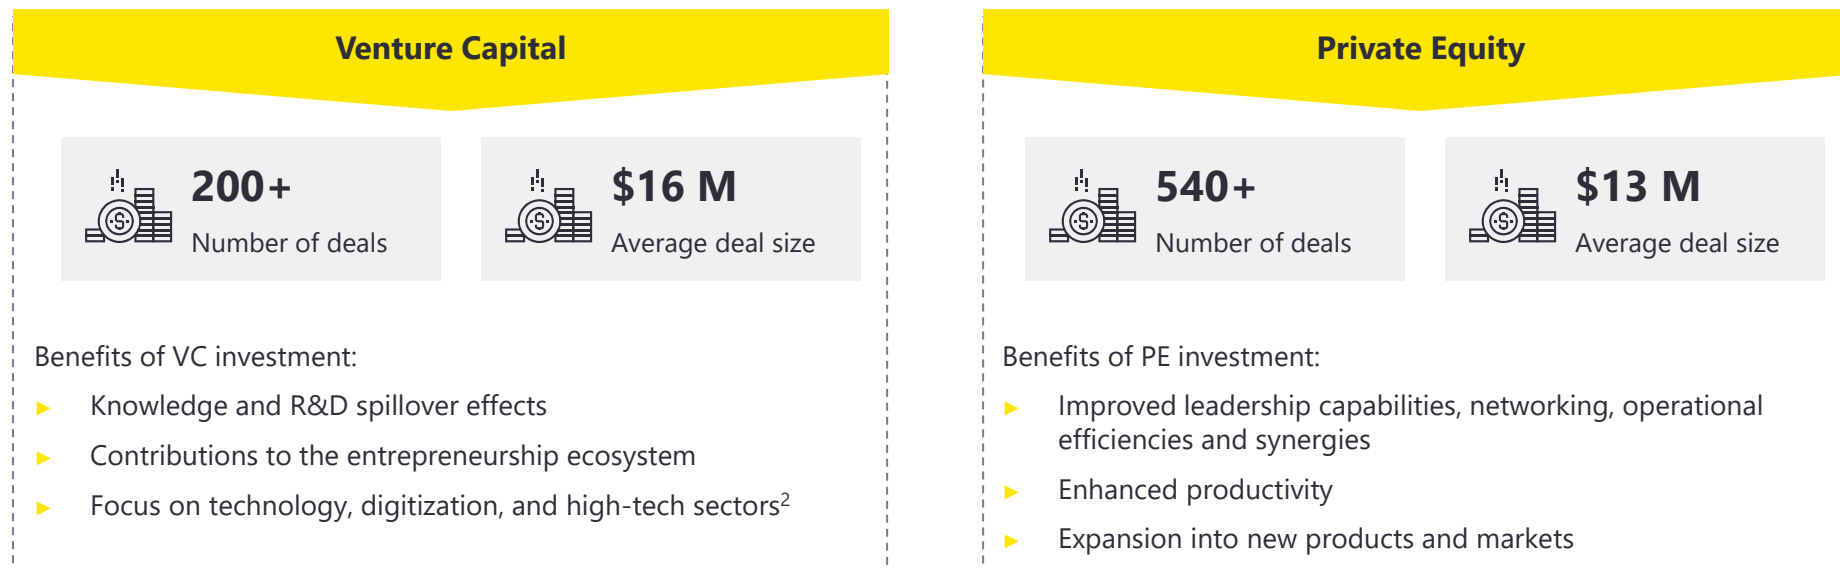 Venture Capital
200+
Number of deals
$16 M
Average deal size
Benefits of VC investment:
► Knowledge and R&D spillover effects
► Contributions to the entrepreneurship ecosystem
► Focus on technology, digitization, and high-tech sectors²
Private Equity
540+
Number of deals
$13 M
Average deal size
Benefits of PE investment:
► Improved leadership capabilities, networking, operational
efficiencies and synergies
► Enhanced productivity
► Expansion into new products and markets